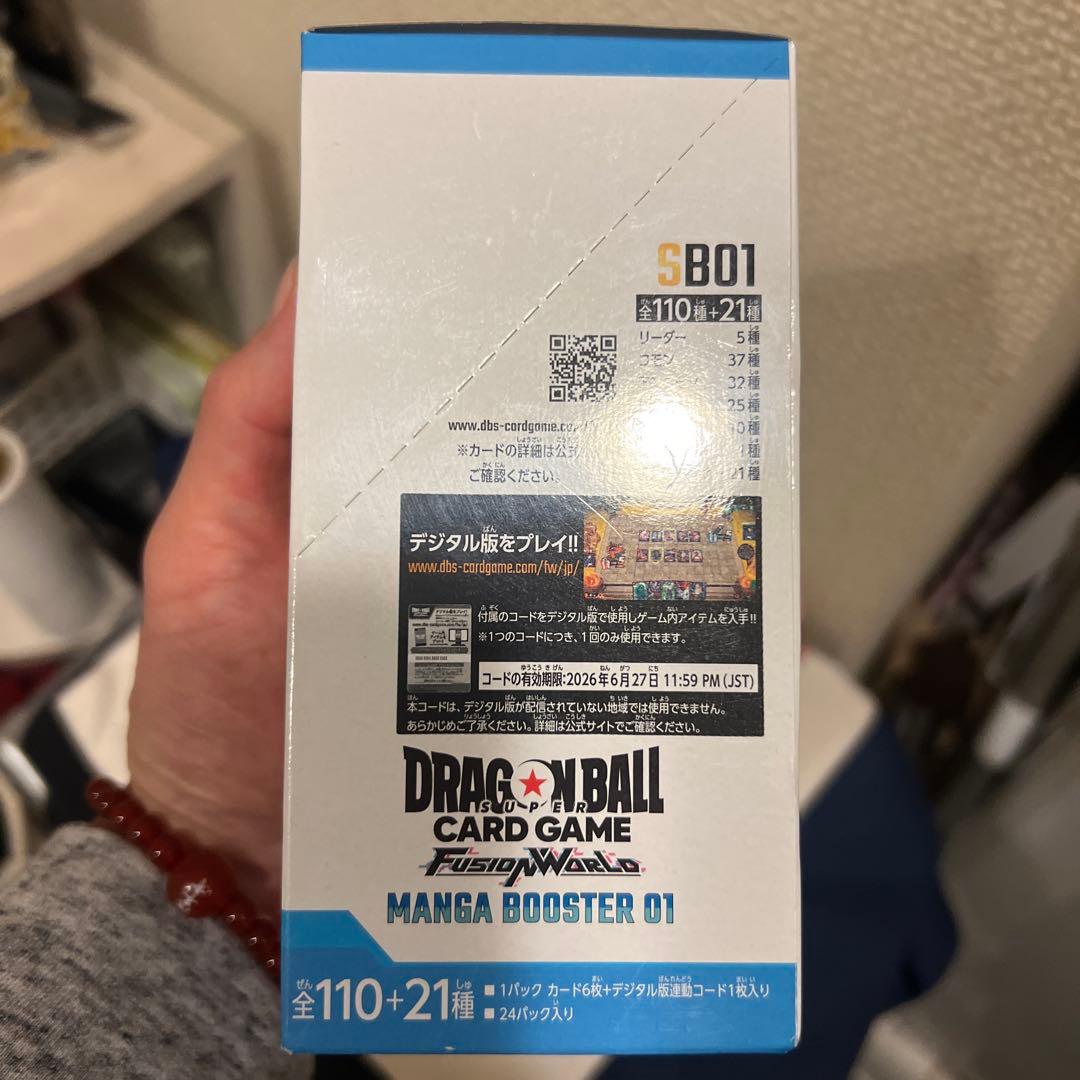 SB01
全110種+21種
リーダー 5種
コモン 37種
32種
25種
種
種
21種
www.dbs-cardgame.co
※カードの詳細は公式
ご確認ください。
デジタル版をプレイ!!
www.dbs-cardgame.com/fw/jp/
付属のコードをデジタル版で使用しゲーム内アイテムを入手!!
※1つのコードにつき、1回のみ使用できます。
コードの有効期限:2026年6月27日 11:59 PM (JST)
本コードは、デジタル版が配信されていない地域では使用できません。
あらかじめご了承ください。詳細は公式サイトでご確認ください。
DRAGON BALL
SUPER
CARD GAME
FUSION WORLD
MANGA BOOSTER 01
全110+21種
■ 1パック カード6枚+デジタル版連動コード1枚入り
■ 24パック入り